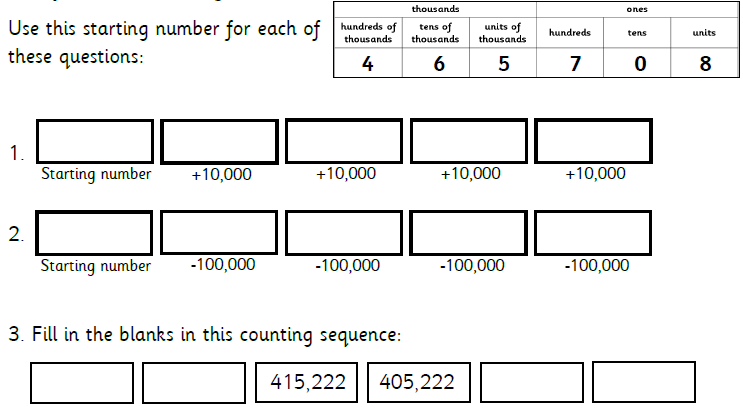 Use this starting number for each of
these questions:
thousands ones
hundreds of thousands tens of thousands units of thousands hundreds tens units
4 6 5 7 0 8
1.
Starting number +10,000 +10,000 +10,000 +10,000
2.
Starting number -100,000 -100,000 -100,000 -100,000
3. Fill in the blanks in this counting sequence:
415,222 405,222